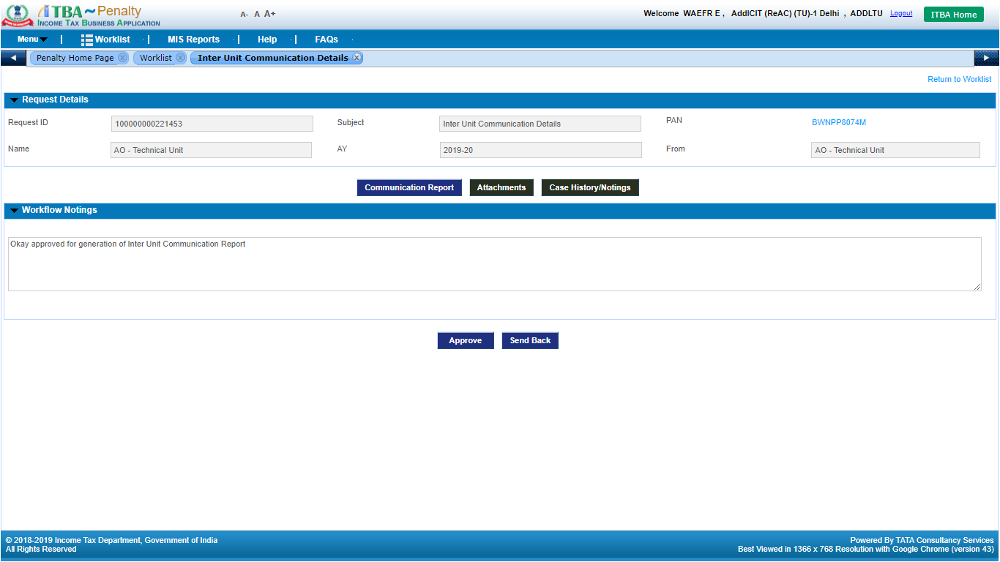 iTBA ~ Penalty
INCOME TAX BUSINESS APPLICATION
A- A A+
Welcome WAEFR E , AddlCIT (ReAC) (TU)-1 Delhi , ADDLTU Logout ITBA Home
Menu | Worklist | MIS Reports | Help | FAQs
Penalty Home Page Worklist Inter Unit Communication Details
Return to Worklist
Request Details
Request ID 100000000221453 Subject Inter Unit Communication Details PAN BWNPP8074M
Name AO - Technical Unit AY 2019-20 From AO - Technical Unit
Communication Report Attachments Case History/Notings
Workflow Notings
Okay approved for generation of Inter Unit Communication Report
Approve Send Back
© 2018-2019 Income Tax Department, Government of India
All Rights Reserved
Powered By TATA Consultancy Services
Best Viewed in 1366 x 768 Resolution with Google Chrome (version 43)